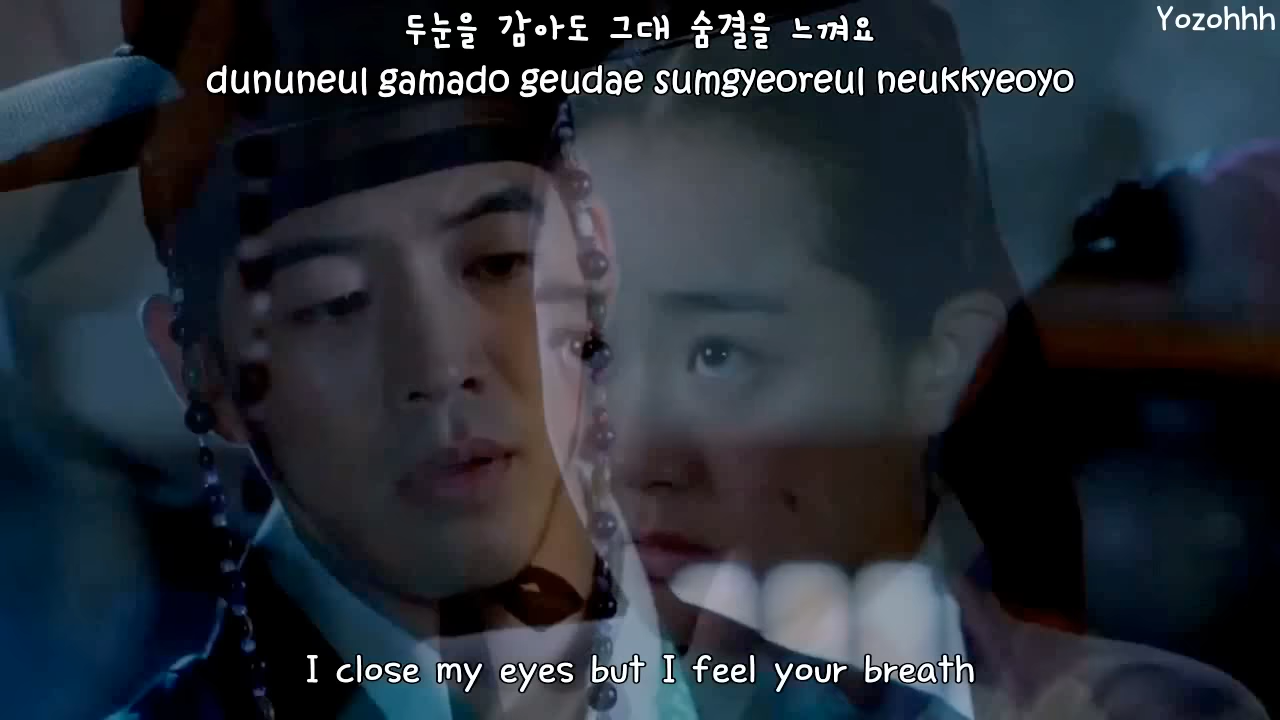 Yozohhh
두눈을 감아도 그대 숨결을 느껴요
dununeul gamado geudae sumgyeoreul neukkyeoyo
I close my eyes but I feel your breath